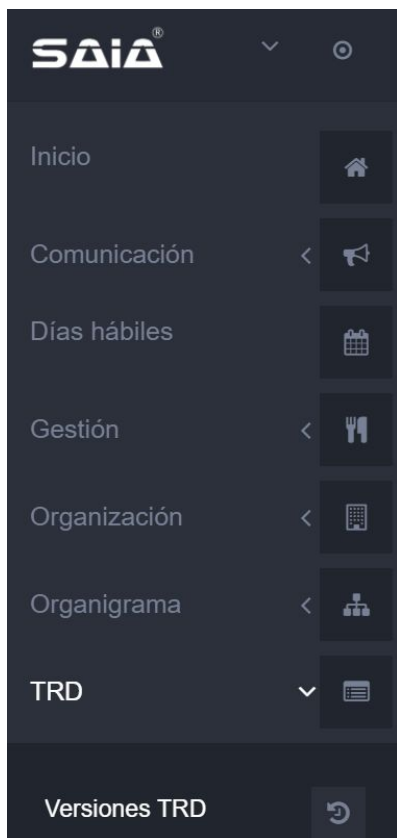 SAIA®
Inicio
Comunicación
Días hábiles
Gestión
Organización
Organigrama
TRD
Versiones TRD